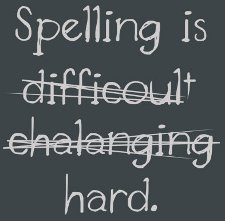 Spelling is
difficoult
chalanging
hard.